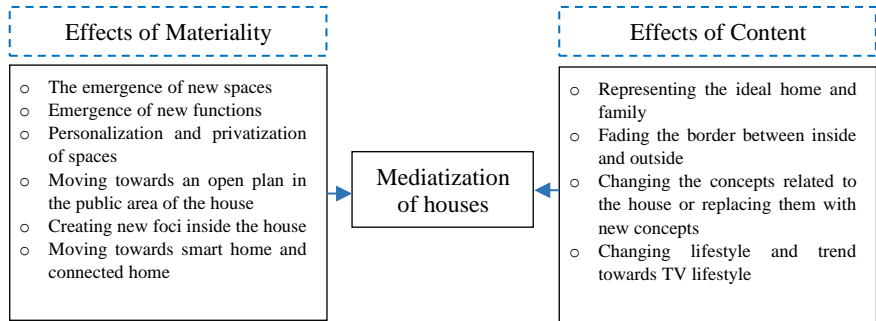 Effects of Materiality
o The emergence of new spaces
o Emergence of new functions
o Personalization and privatization
of spaces
o Moving towards an open plan in
the public area of the house
o Creating new foci inside the house
o Moving towards smart home and
connected home
Mediatization
of houses
Effects of Content
o Representing the ideal home and
family
o Fading the border between inside
and outside
o Changing the concepts related to
the house or replacing them with
new concepts
o Changing lifestyle and trend
towards TV lifestyle